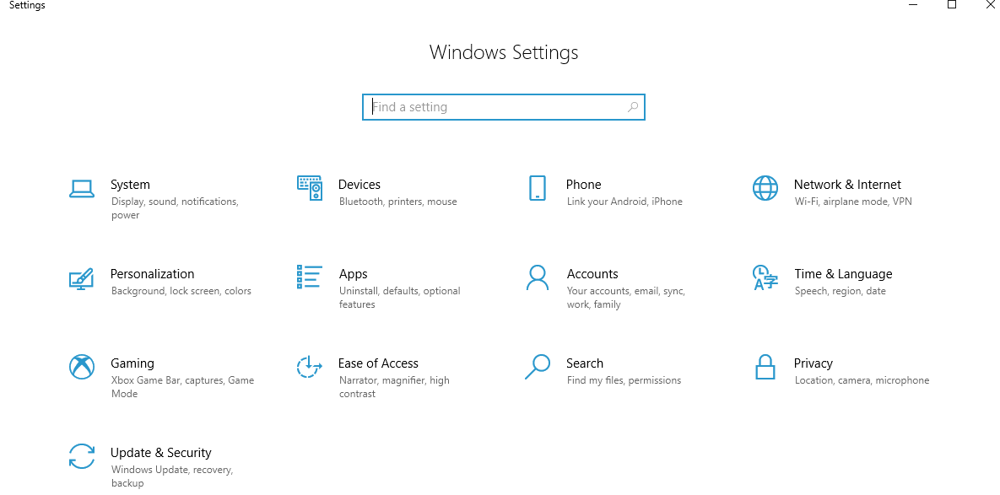 Settings
Windows Settings
Find a setting
System
Display, sound, notifications,
power
Devices
Bluetooth, printers, mouse
Phone
Link your Android, iPhone
Network & Internet
Wi-Fi, airplane mode, VPN
Personalization
Background, lock screen, colors
Apps
Uninstall, defaults, optional
features
Accounts
Your accounts, email, sync,
work, family
Time & Language
Speech, region, date
Gaming
Xbox Game Bar, captures, Game
Mode
Ease of Access
Narrator, magnifier, high
contrast
Search
Find my files, permissions
Privacy
Location, camera, microphone
Update & Security
Windows Update, recovery,
backup